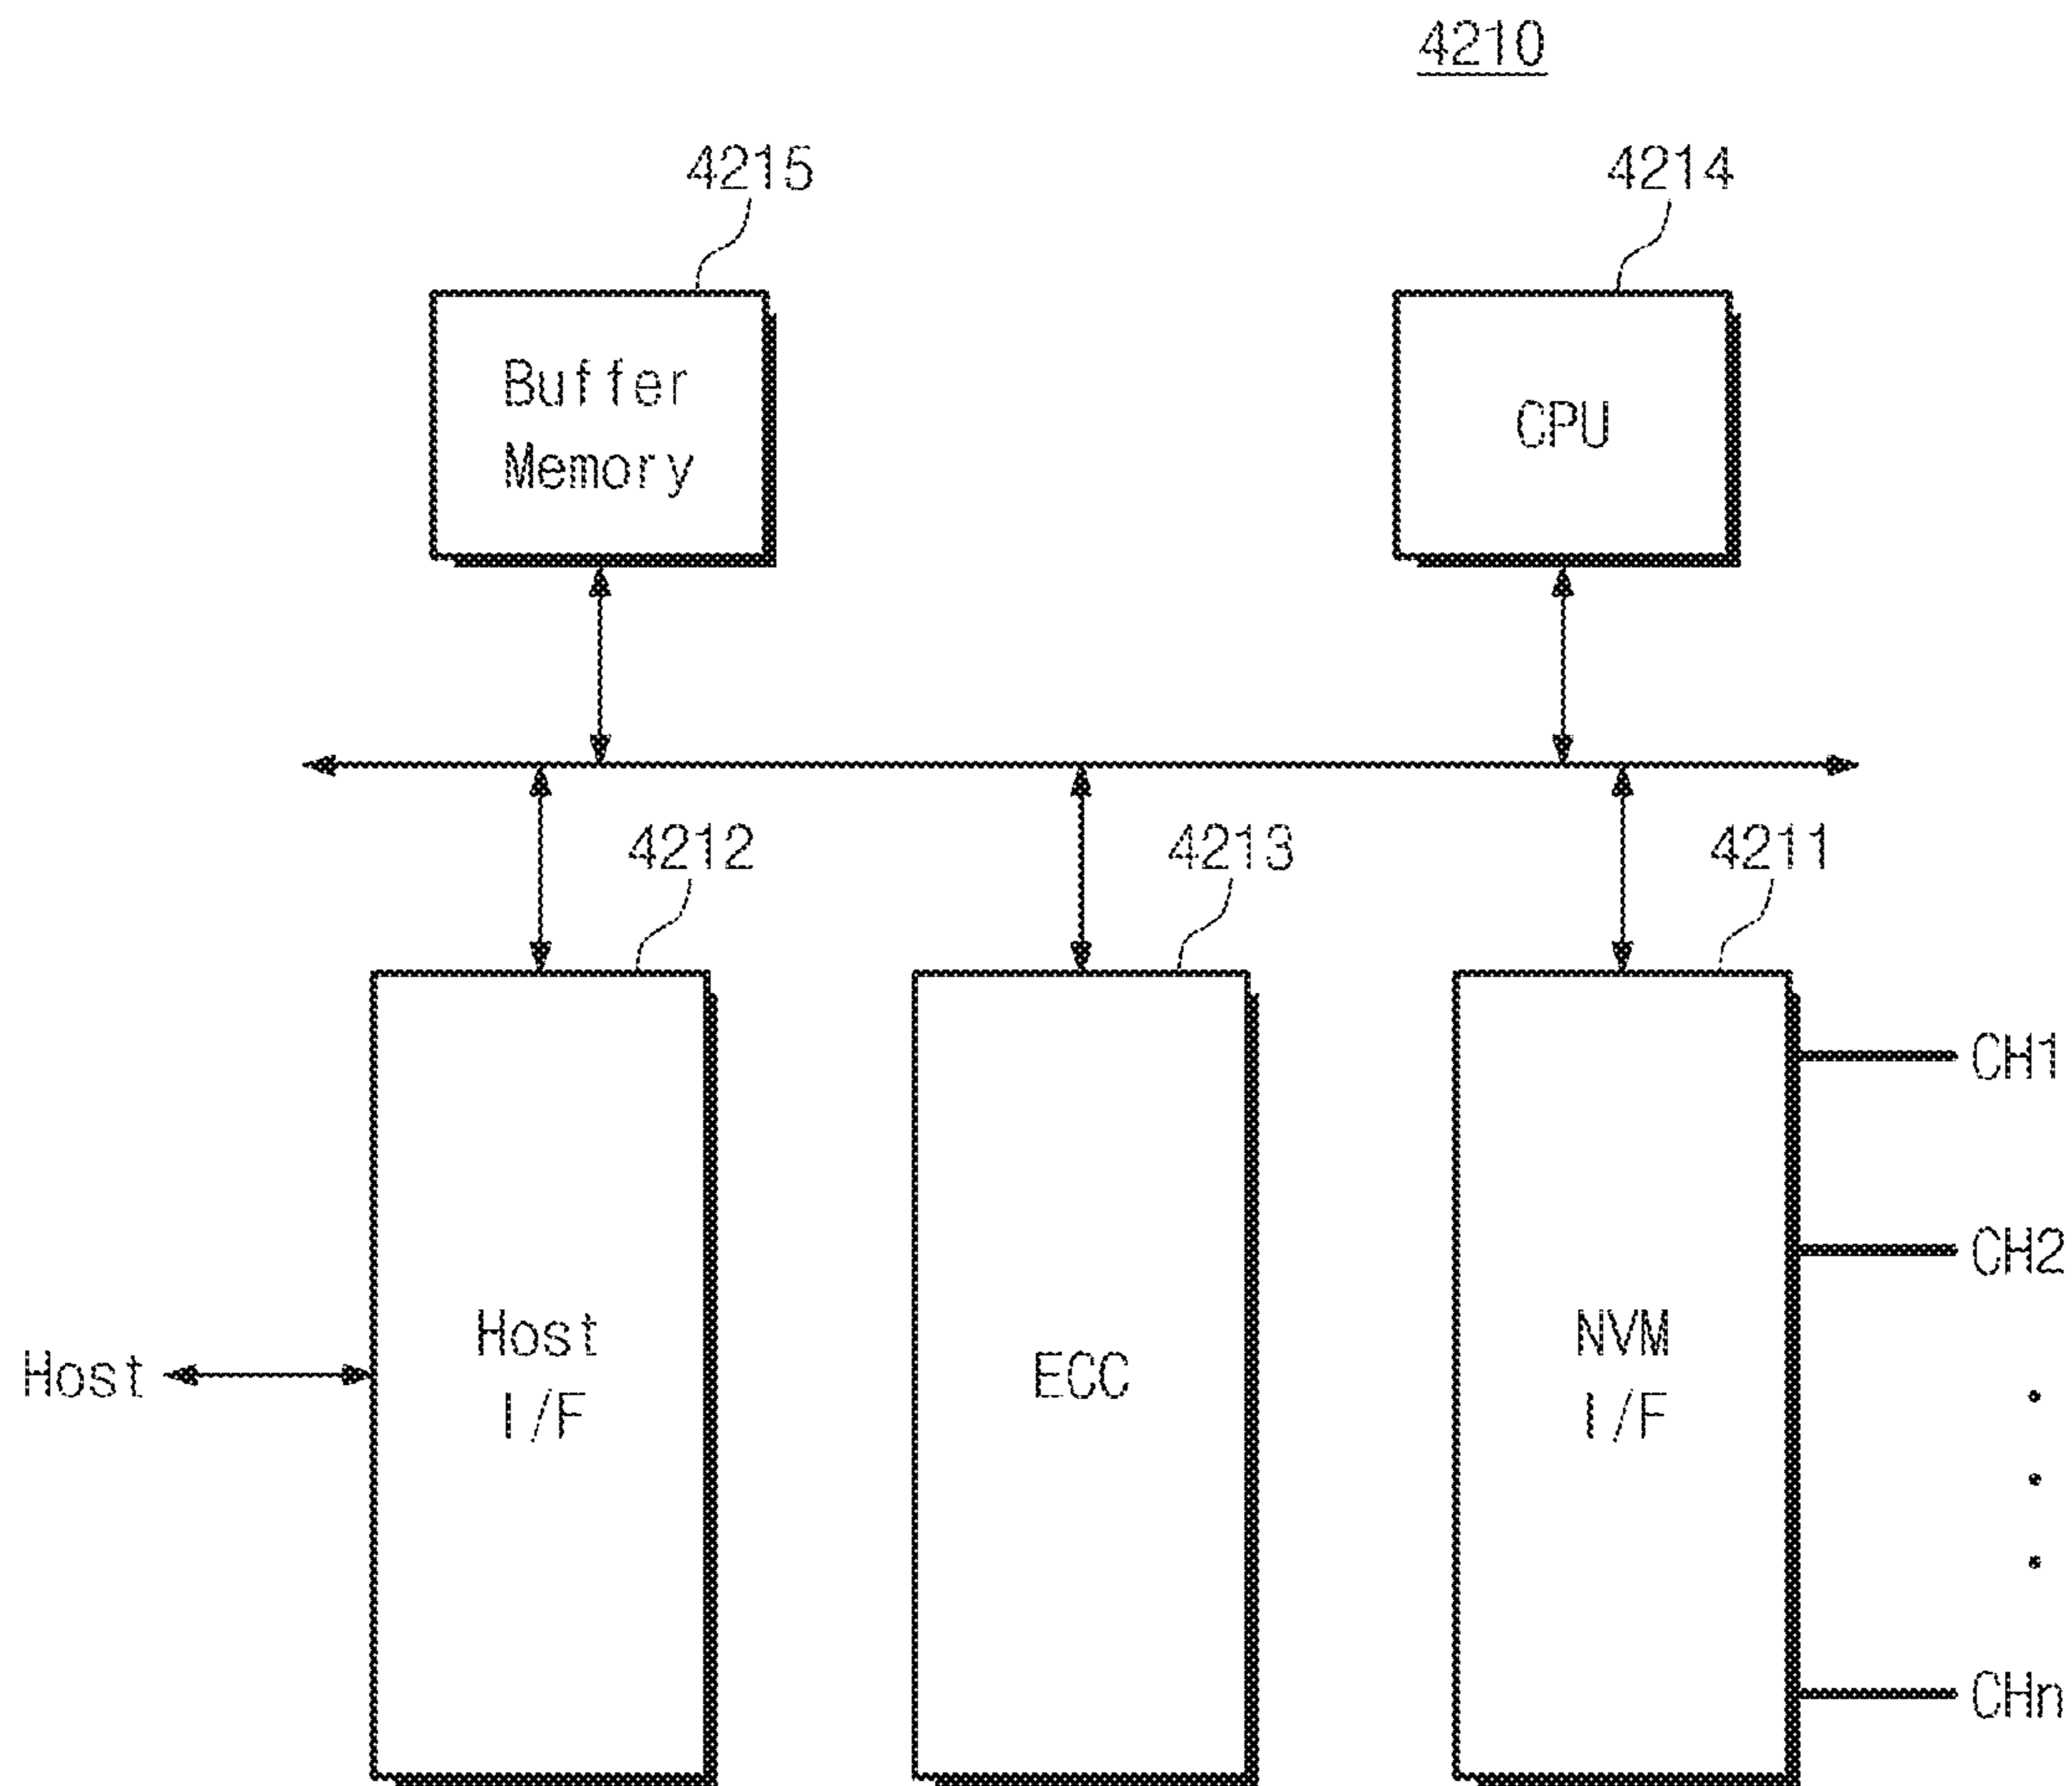 4210
4215
4214
Buffer
Memory
CPU
4212
4213
4211
CH1
CH2
Host
Host
I/F
ECC
NVM
I/F
CHn